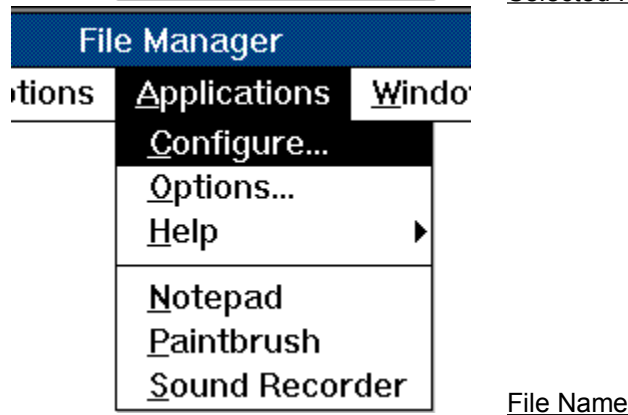 File Manager
Applications
Configure...
Options...
Help
Notepad
Paintbrush
Sound Recorder
File Name